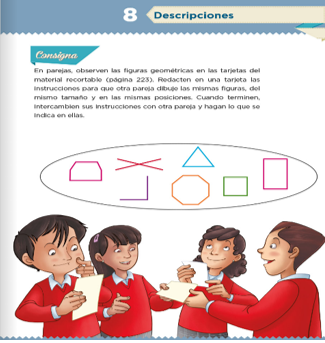 8 Descripciones
Consigna
En parejas, observen las figuras geométricas en las tarjetas del
material recortable (página 223). Redacten en una tarjeta las
instrucciones para que otra pareja dibuje las mismas figuras, del
mismo tamaño y en las mismas posiciones. Cuando terminen,
intercambien sus instrucciones con otra pareja y hagan lo que se
indica en ellas.